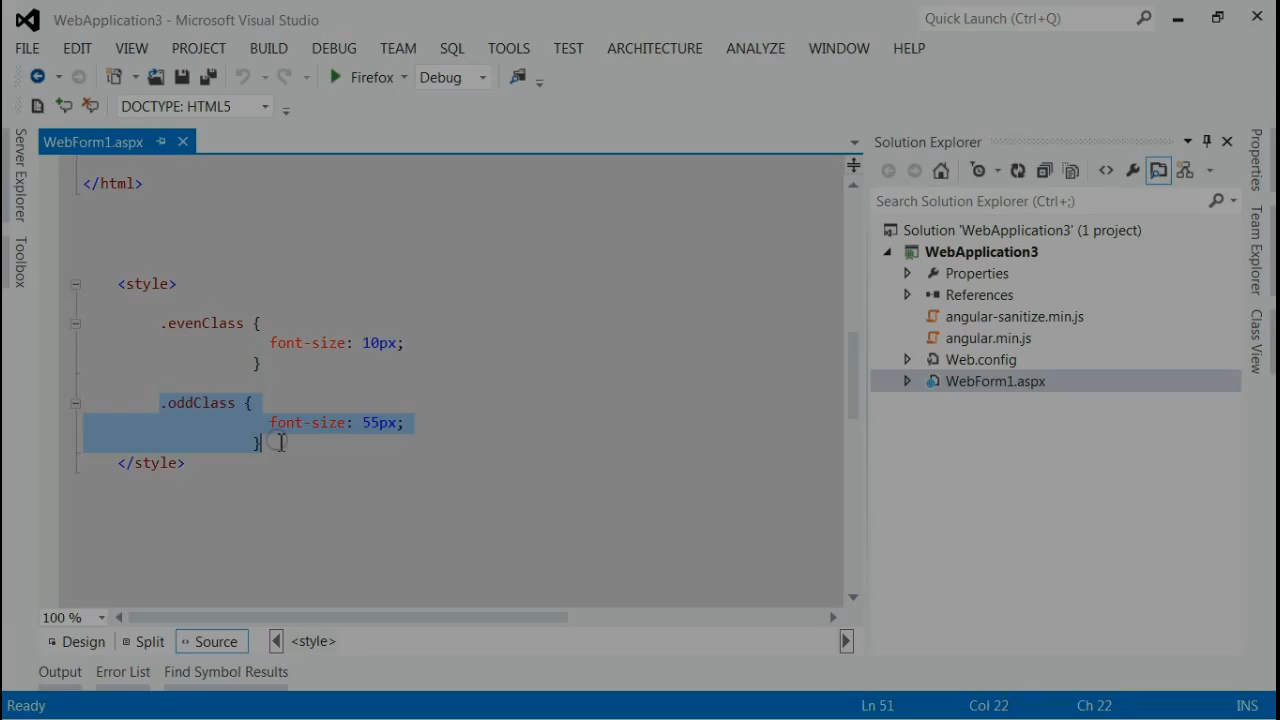 WebApplication3 - Microsoft Visual Studio
Quick Launch (Ctrl+Q)
FILE EDIT VIEW PROJECT BUILD DEBUG TEAM SQL TOOLS TEST ARCHITECTURE ANALYZE WINDOW HELP
Firefox Debug
DOCTYPE: HTML5
Server Explorer
Toolbox
WebForm1.aspx
</html>
<style>
.evenClass {
font-size: 10px;
}
.oddClass {
font-size: 55px;
}
</style>
100 %
Design Split Source <style>
Output Error List Find Symbol Results
Solution Explorer
Search Solution Explorer (Ctrl+;)
Solution 'WebApplication3' (1 project)
WebApplication3
Properties
References
angular-sanitize.min.js
angular.min.js
Web.config
WebForm1.aspx
Properties
Team Explorer
Class View
Ready Ln 51 Col 22 Ch 22 INS